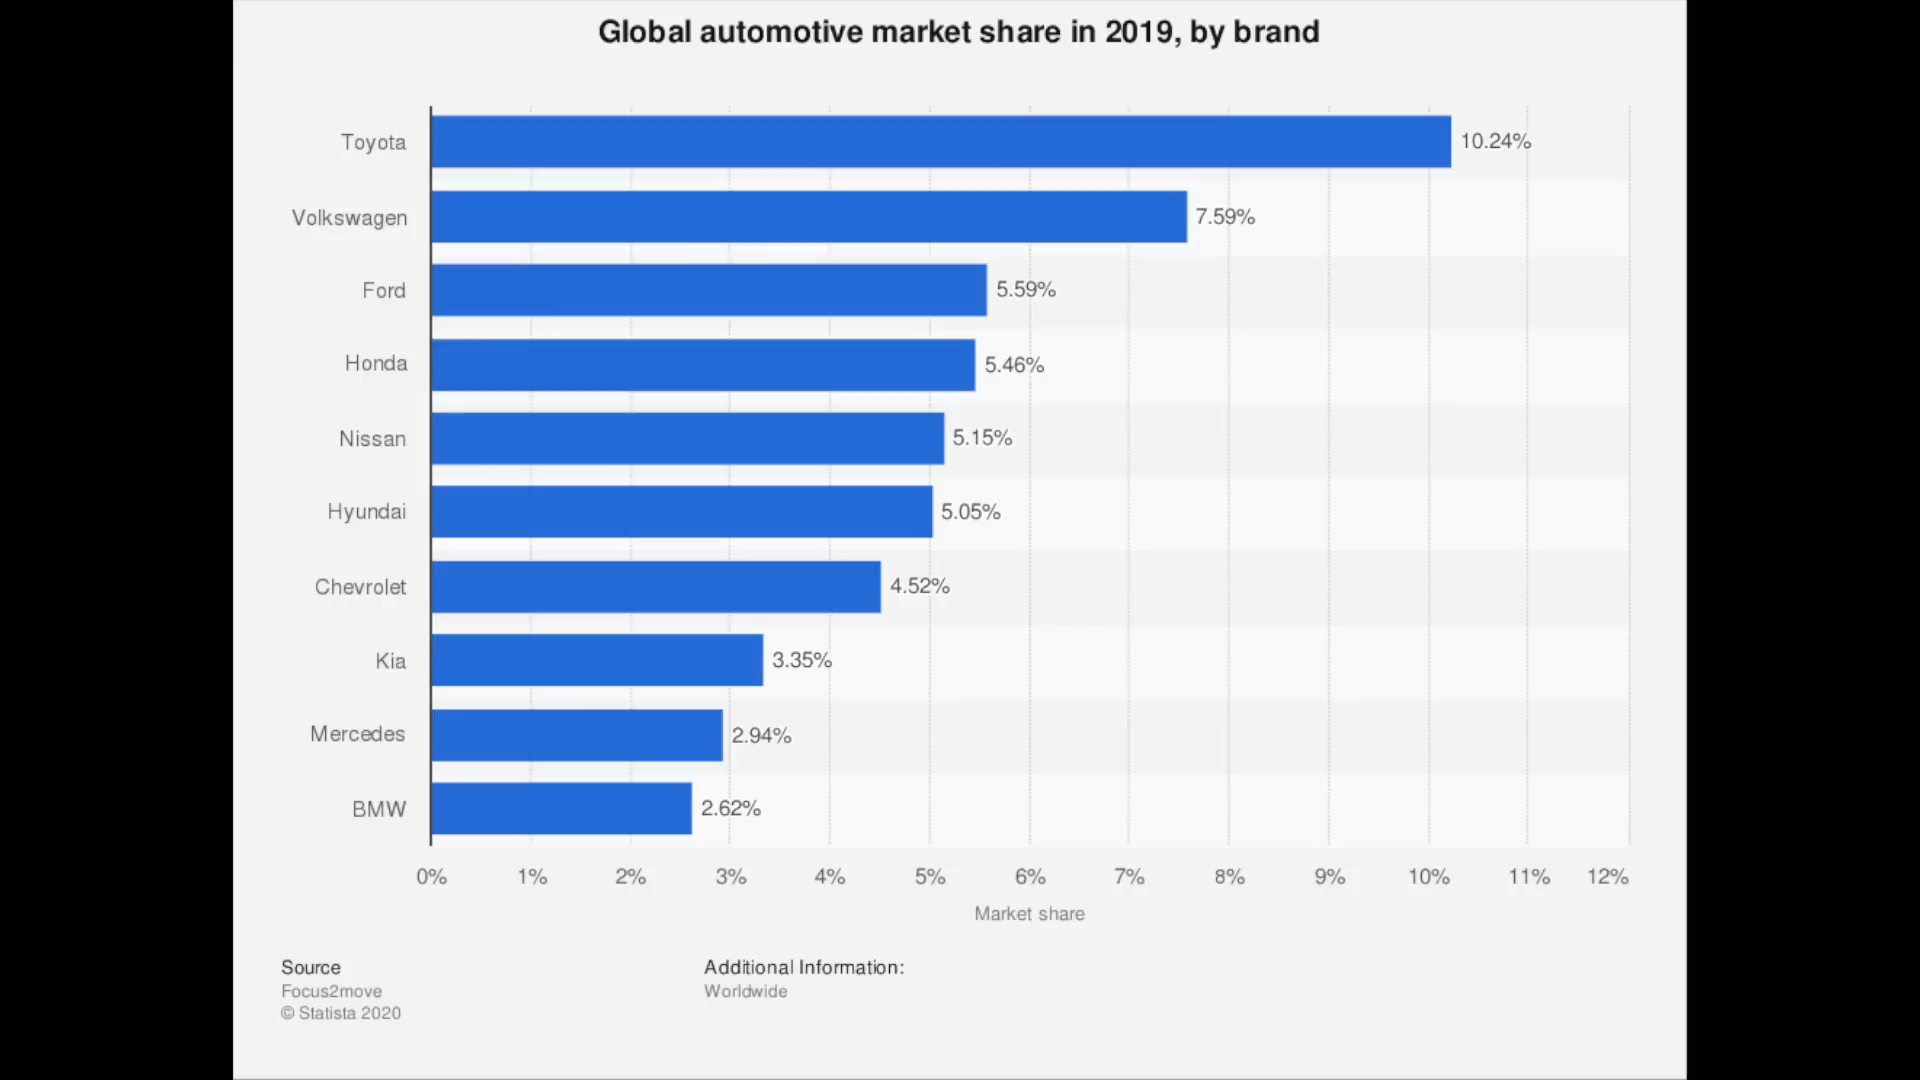 Global automotive market share in 2019, by brand
Toyota 10.24%
Volkswagen 7.59%
Ford 5.59%
Honda 5.46%
Nissan 5.15%
Hyundai 5.05%
Chevrolet 4.52%
Kia 3.35%
Mercedes 2.94%
BMW 2.62%
0% 1% 2% 3% 4% 5% 6% 7% 8% 9% 10% 11% 12%
Market share
Source
Focus2move
© Statista 2020
Additional Information:
Worldwide